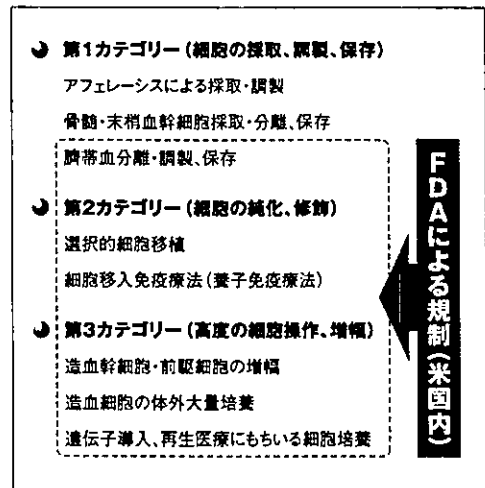 第1カテゴリー(細胞の採取、調製、保存)
アフェレーシスによる採取・調製
骨髄・末梢血幹細胞採取・分離、保存
臍帯血分離・調製、保存
第2カテゴリー(細胞の純化、修飾)
選択的細胞移植
細胞移入免疫療法(養子免疫療法)
第3カテゴリー(高度の細胞操作、増幅)
造血幹細胞・前駆細胞の増幅
造血細胞の体外大量培養
遺伝子導入、再生医療にもちいる細胞培養
FDAによる規制(米国内)